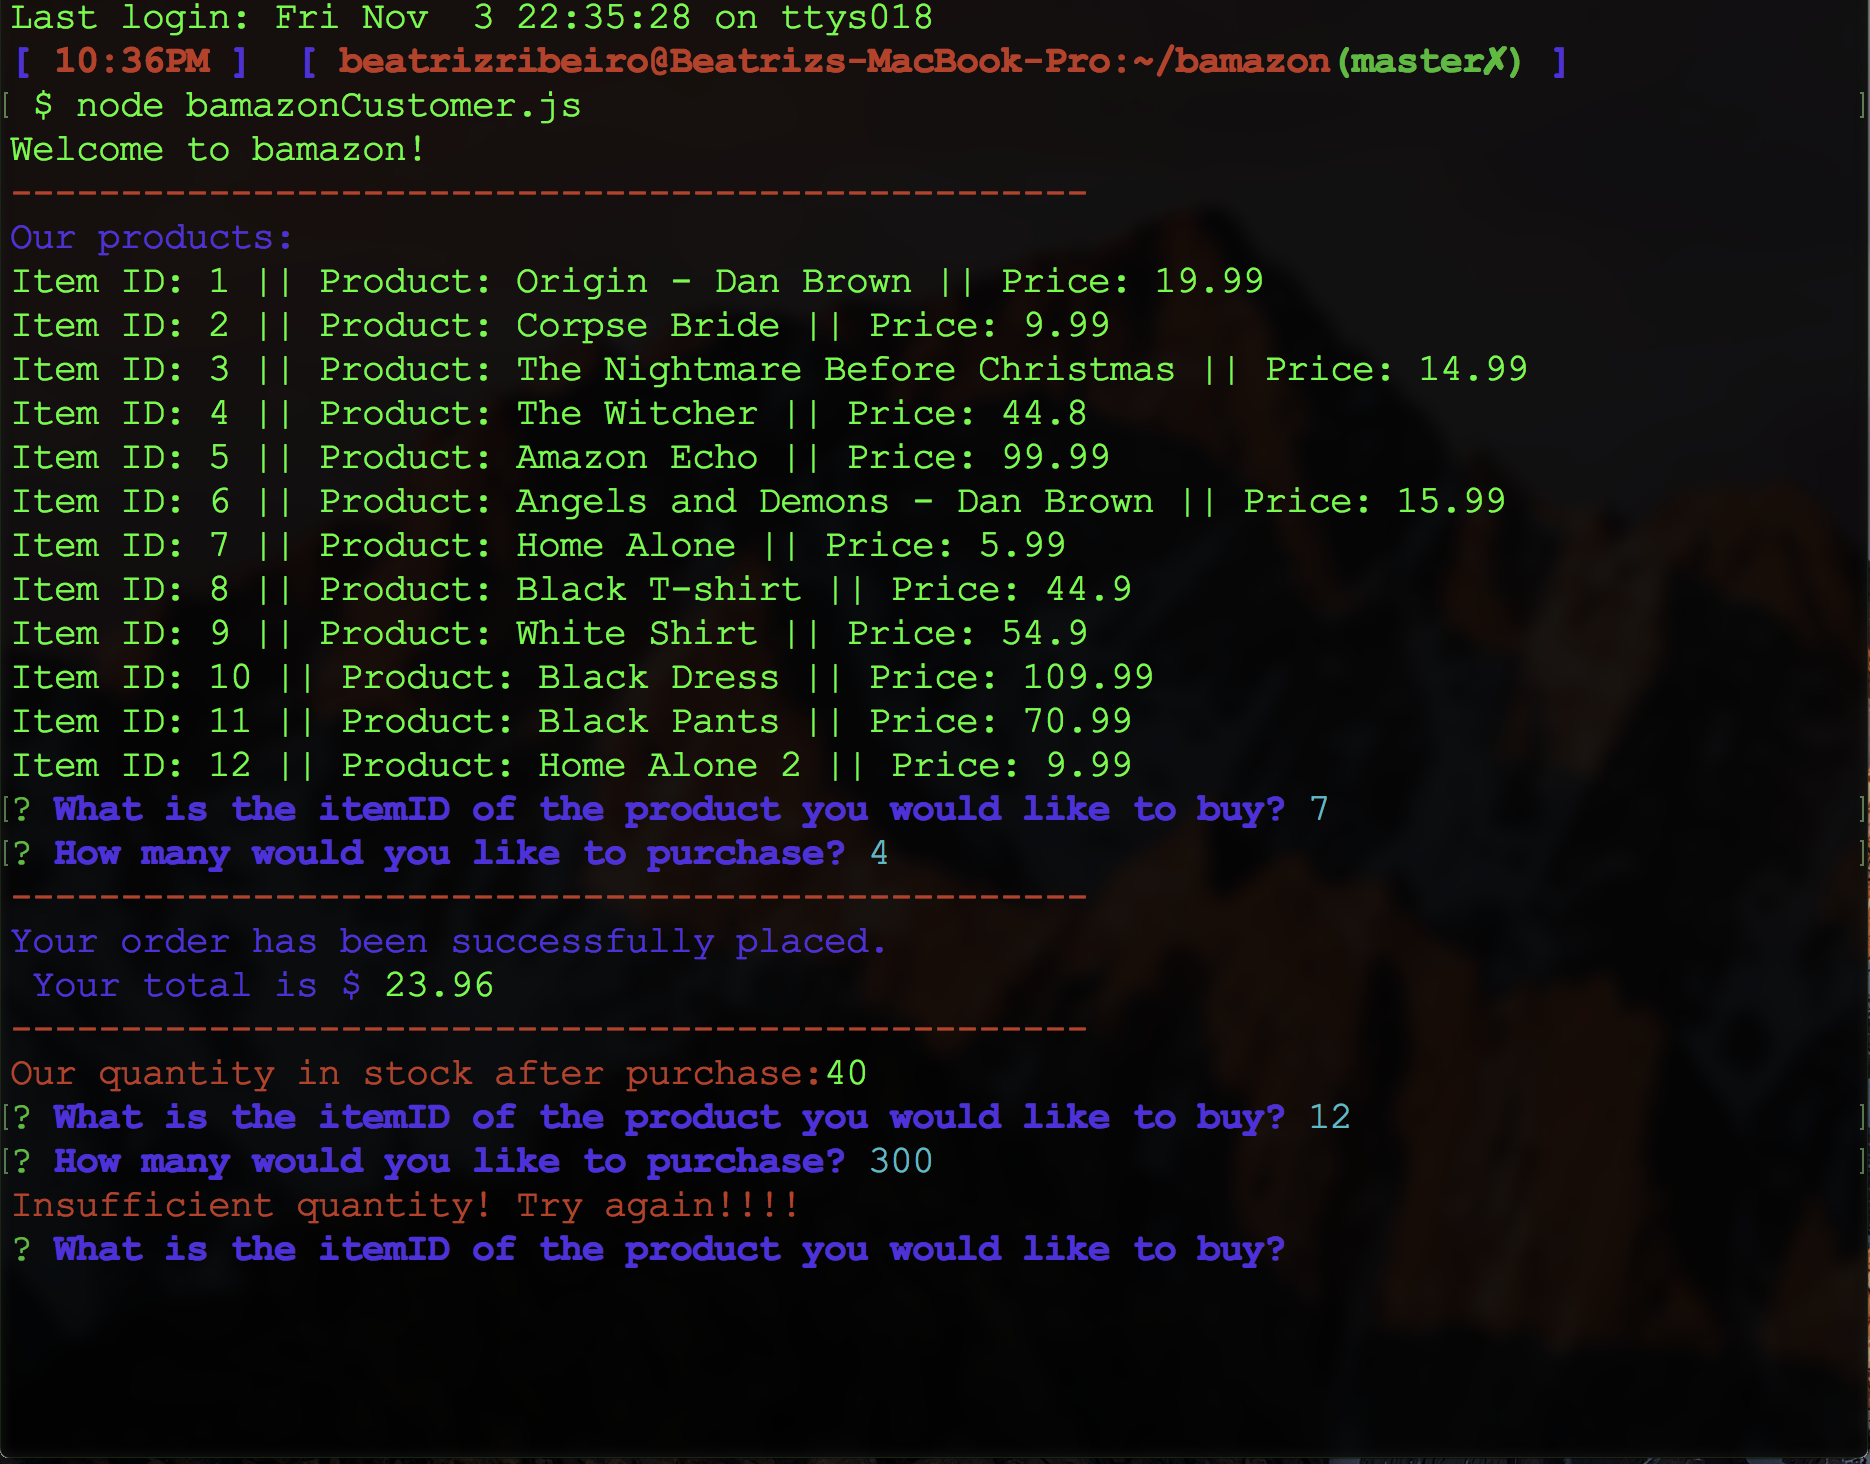 Last login: Fri Nov  3 22:35:28 on ttys018
[ 10:36PM ]  [ beatrizribeiro@Beatrizs-MacBook-Pro:~/bamazon(master✗) ]
[ $ node bamazonCustomer.js ]
Welcome to bamazon!
-------------------------------------------------
Our products:
Item ID: 1 || Product: Origin - Dan Brown || Price: 19.99
Item ID: 2 || Product: Corpse Bride || Price: 9.99
Item ID: 3 || Product: The Nightmare Before Christmas || Price: 14.99
Item ID: 4 || Product: The Witcher || Price: 44.8
Item ID: 5 || Product: Amazon Echo || Price: 99.99
Item ID: 6 || Product: Angels and Demons - Dan Brown || Price: 15.99
Item ID: 7 || Product: Home Alone || Price: 5.99
Item ID: 8 || Product: Black T-shirt || Price: 44.9
Item ID: 9 || Product: White Shirt || Price: 54.9
Item ID: 10 || Product: Black Dress || Price: 109.99
Item ID: 11 || Product: Black Pants || Price: 70.99
Item ID: 12 || Product: Home Alone 2 || Price: 9.99
[? What is the itemID of the product you would like to buy? 7 ]
[? How many would you like to purchase? 4 ]
-------------------------------------------------
Your order has been successfully placed.
 Your total is $ 23.96
-------------------------------------------------
Our quantity in stock after purchase:40
[? What is the itemID of the product you would like to buy? 12 ]
[? How many would you like to purchase? 300 ]
Insufficient quantity! Try again!!!!
? What is the itemID of the product you would like to buy?